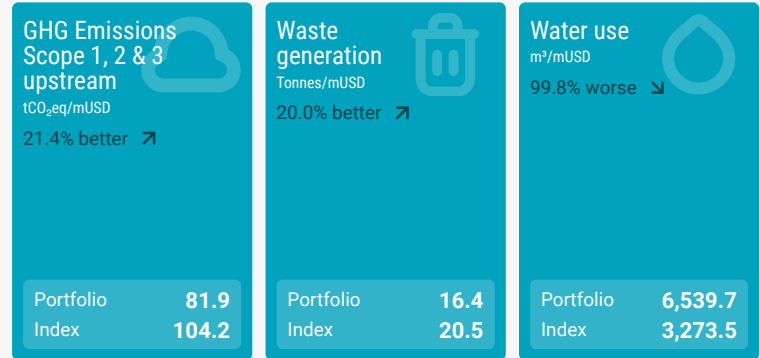 GHG Emissions
Scope 1, 2 & 3
upstream
tCO₂eq/mUSD
21.4% better
Portfolio 81.9
Index 104.2
Waste
generation
Tonnes/mUSD
20.0% better
Portfolio 16.4
Index 20.5
Water use
m³/mUSD
99.8% worse
Portfolio 6,539.7
Index 3,273.5